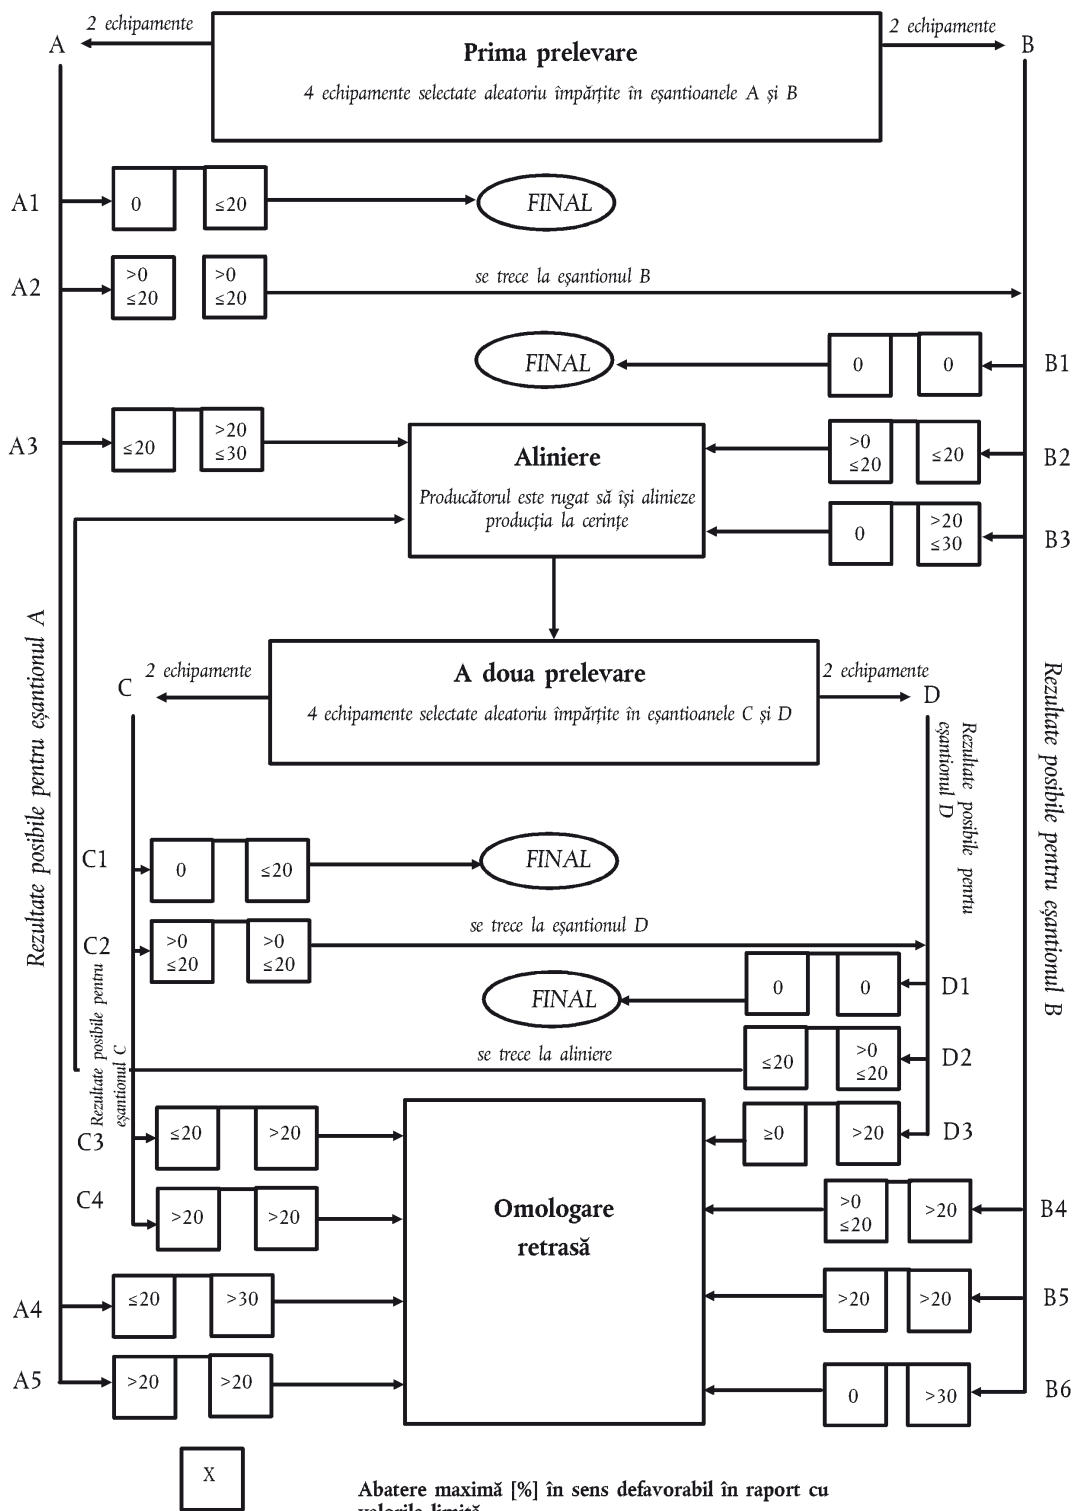 2 echipamente
2 echipamente
A
B
Prima prelevare
4 echipamente selectate aleatoriu împărțite în eșantioanele A și B
A1
0
≤20
FINAL
A2
>0
≤20
>0
≤20
se trece la eșantionul B
FINAL
0
0
B1
A3
≤20
>20
≤30
Aliniere
Producătorul este rugat să își alinieze
producția la cerințe
>0
≤20
≤20
B2
0
>20
≤30
B3
Rezultate posibile pentru eșantionul A
Rezultate posibile pentru eșantionul B
2 echipamente
2 echipamente
C
D
A doua prelevare
4 echipamente selectate aleatoriu împărțite în eșantioanele C și D
Rezultate posibile penrtu
eșantionul D
C1
0
≤20
FINAL
C2
>0
≤20
>0
≤20
se trece la eșantionul D
Rezultate posibile pentru
eșantionul C
FINAL
0
0
D1
se trece la aliniere
≤20
>0
≤20
D2
C3
≤20
>20
≥0
>20
D3
C4
>20
>20
Omologare
retrasă
>0
≤20
>20
B4
A4
≤20
>30
>20
>20
B5
A5
>20
>20
0
>30
B6
X
Abatere maximă [%] în sens defavorabil în raport cu
valorile limită